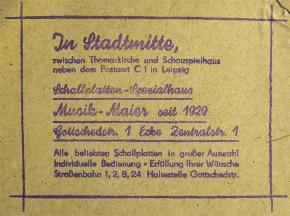 In Stadtmitte,
zwischen Thomaskirche und Schauspielhaus
neben dem Postamt C 1 in Leipzig
Schallplatten-Spezialhaus
Musik-Maier seit 1929
Gottschedstr. 1 Ecke Zentralstr. 1
Alle beliebten Schallplatten in großer Auswahl
Individuelle Bedienung • Erfüllung Ihrer Wünsche
Straßenbahn 1, 2, 8, 24 Haltestelle Gottschedstr.